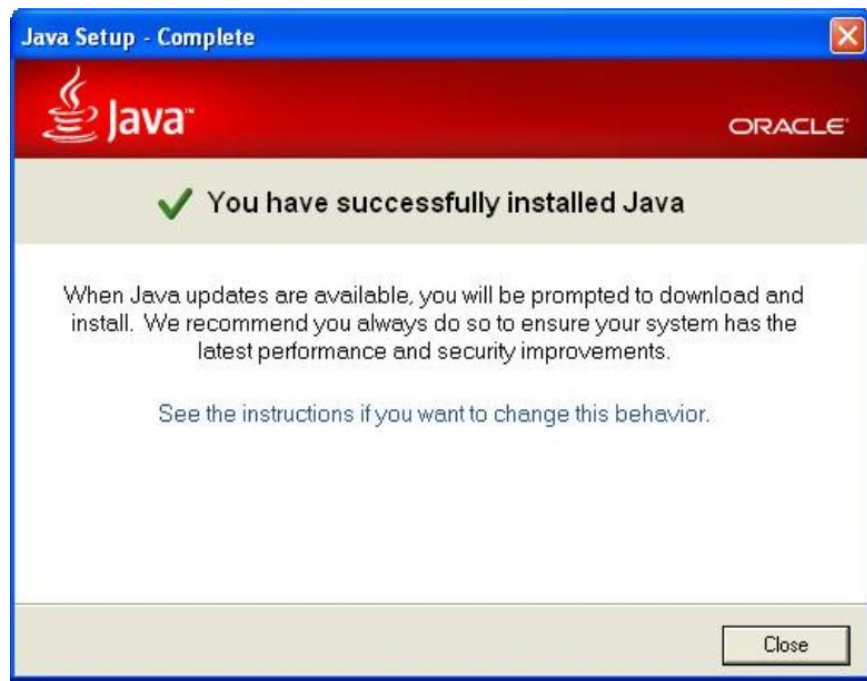 Java Setup - Complete
Java™
ORACLE®
You have successfully installed Java
When Java updates are available, you will be prompted to download and
install. We recommend you always do so to ensure your system has the
latest performance and security improvements.
See the instructions if you want to change this behavior.
Close